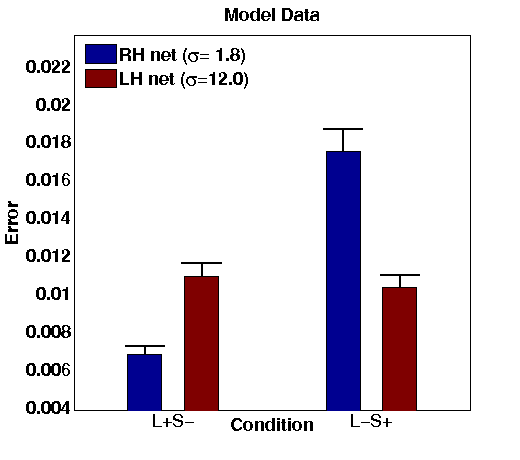 Model Data
RH net (σ= 1.8)
LH net (σ=12.0)
0.022
0.02
0.018
0.016
0.014
0.012
0.01
0.008
0.006
0.004
Error
L+S−
L−S+
Condition